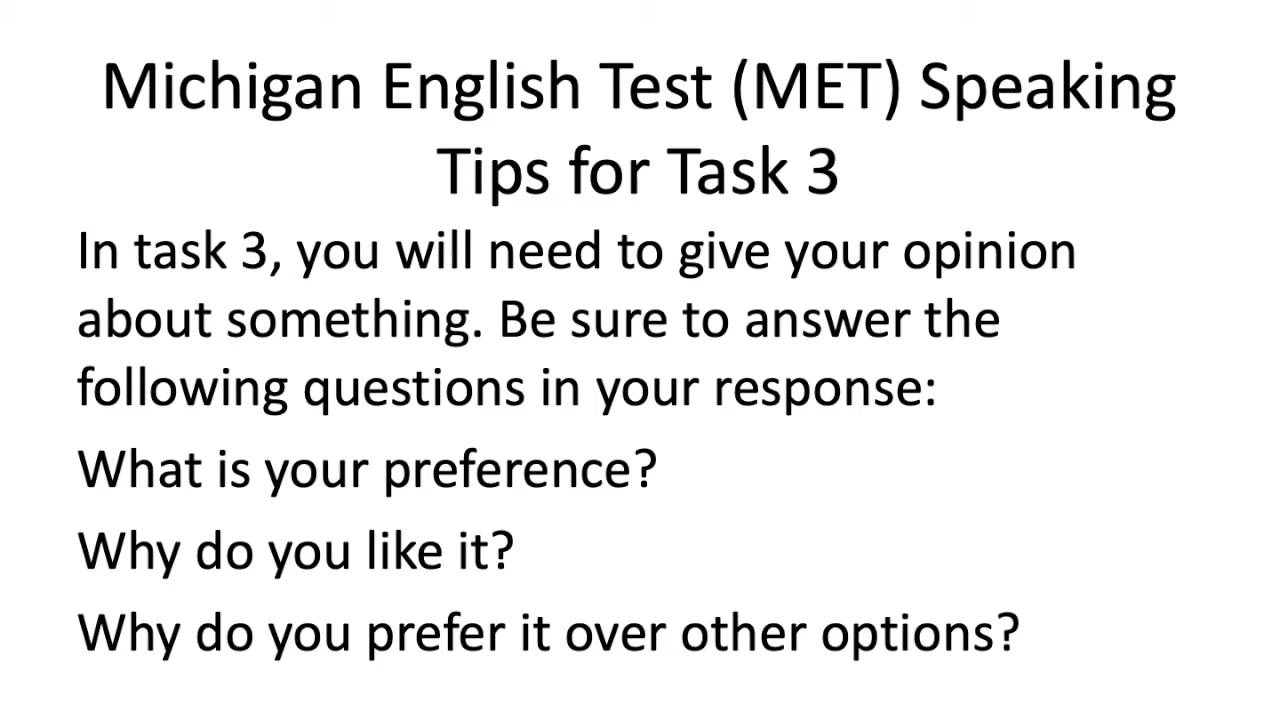 Michigan English Test (MET) Speaking
Tips for Task 3
In task 3, you will need to give your opinion
about something. Be sure to answer the
following questions in your response:
What is your preference?
Why do you like it?
Why do you prefer it over other options?